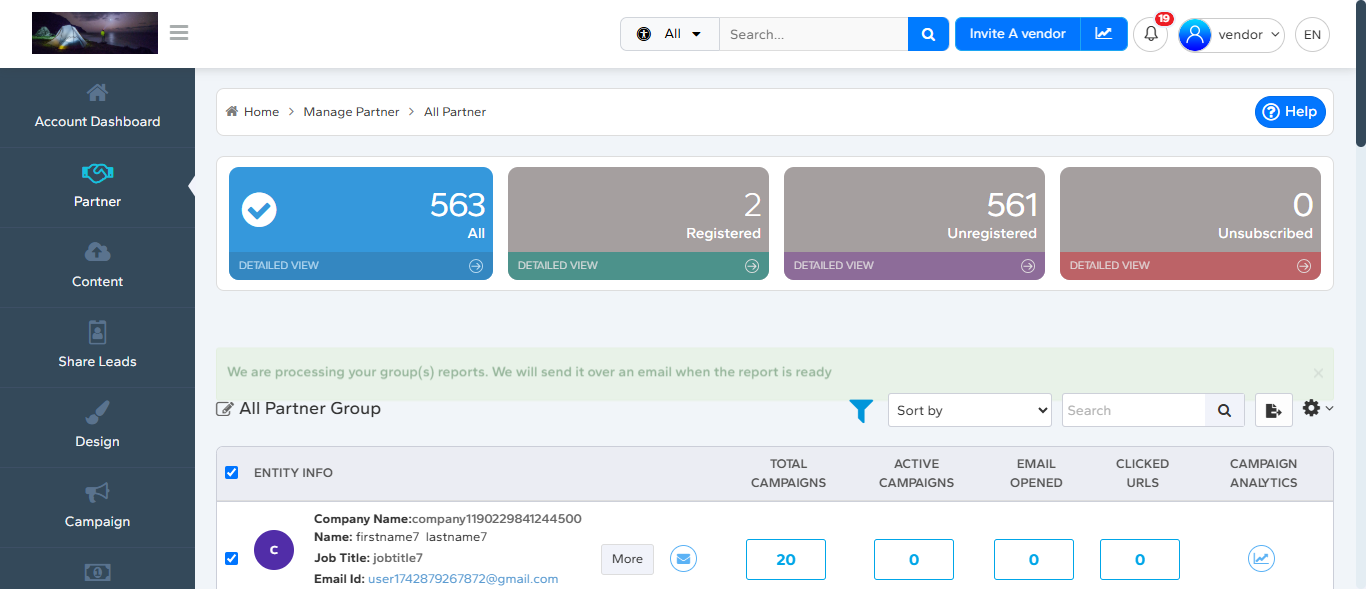 All
Search...
Invite A vendor
19
vendor
EN
Account Dashboard
Partner
Content
Share Leads
Design
Campaign
Home > Manage Partner > All Partner
Help
563
All
DETAILED VIEW
2
Registered
DETAILED VIEW
561
Unregistered
DETAILED VIEW
0
Unsubscribed
DETAILED VIEW
We are processing your group(s) reports. We will send it over an email when the report is ready
All Partner Group
Sort by
Search
ENTITY INFO
TOTAL
CAMPAIGNS
ACTIVE
CAMPAIGNS
EMAIL
OPENED
CLICKED
URLS
CAMPAIGN
ANALYTICS
C
Company Name:company1190229841244500
Name: firstname7 lastname7
Job Title: jobtitle7
Email Id: user1742879267872@gmail.com
More
20
0
0
0